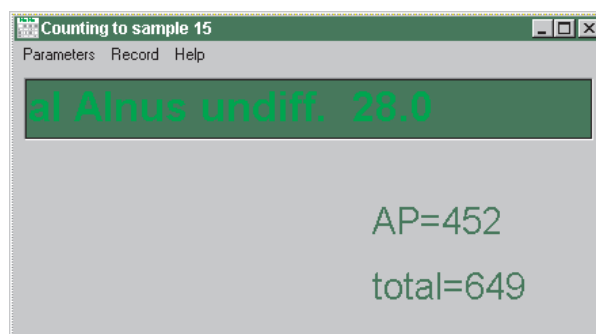 Counting to sample 15
Parameters Record Help
al Alnus undiff. 28.0
AP=452
total=649